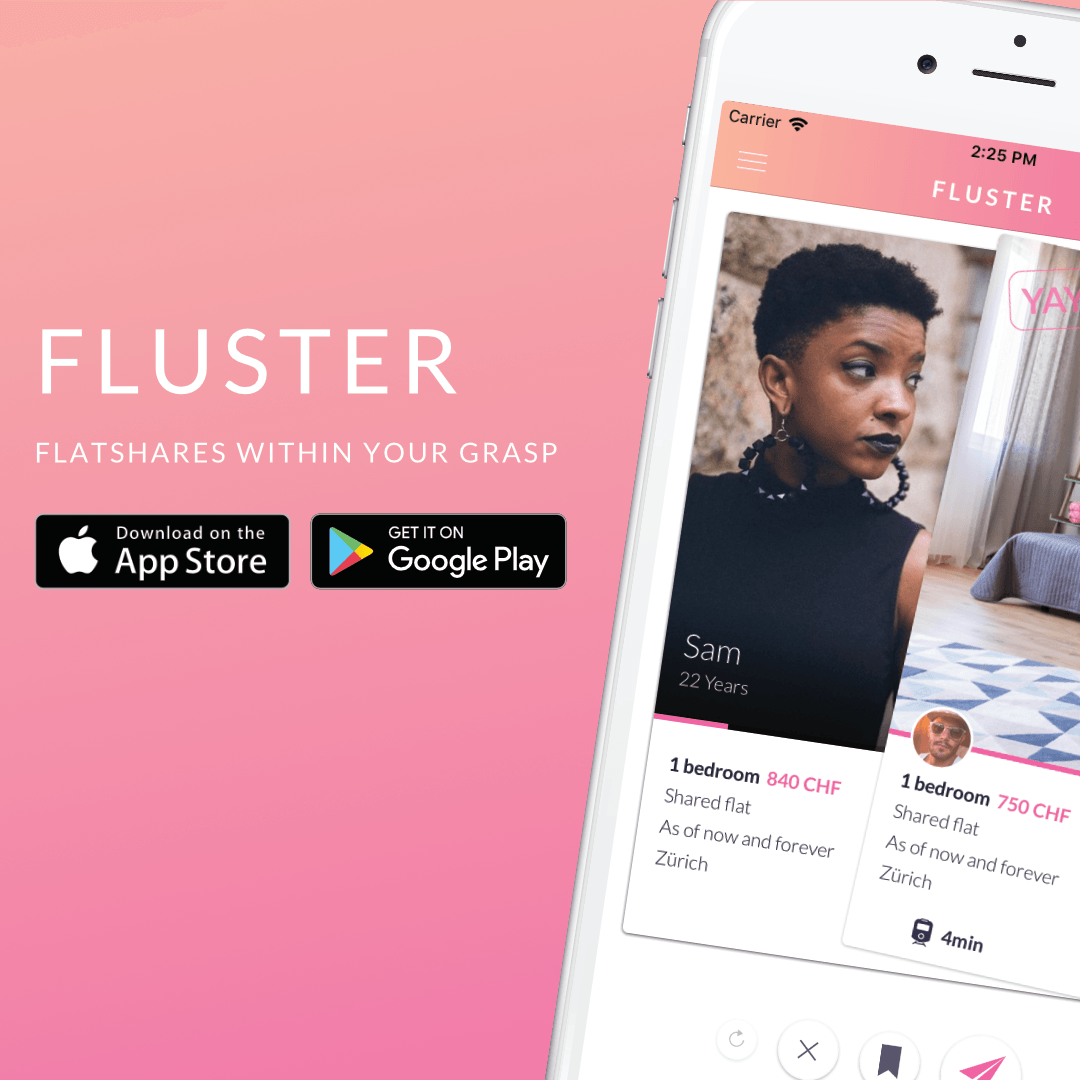 FLUSTER
FLATSHARES WITHIN YOUR GRASP
Download on the
App Store
GET IT ON
Google Play
Carrier
2:25 PM
FLUSTER
YAY
Sam
22 Years
1 bedroom 840 CHF
Shared flat
As of now and forever
Zürich
1 bedroom 750 CHF
Shared flat
As of now and forever
Zürich
4min